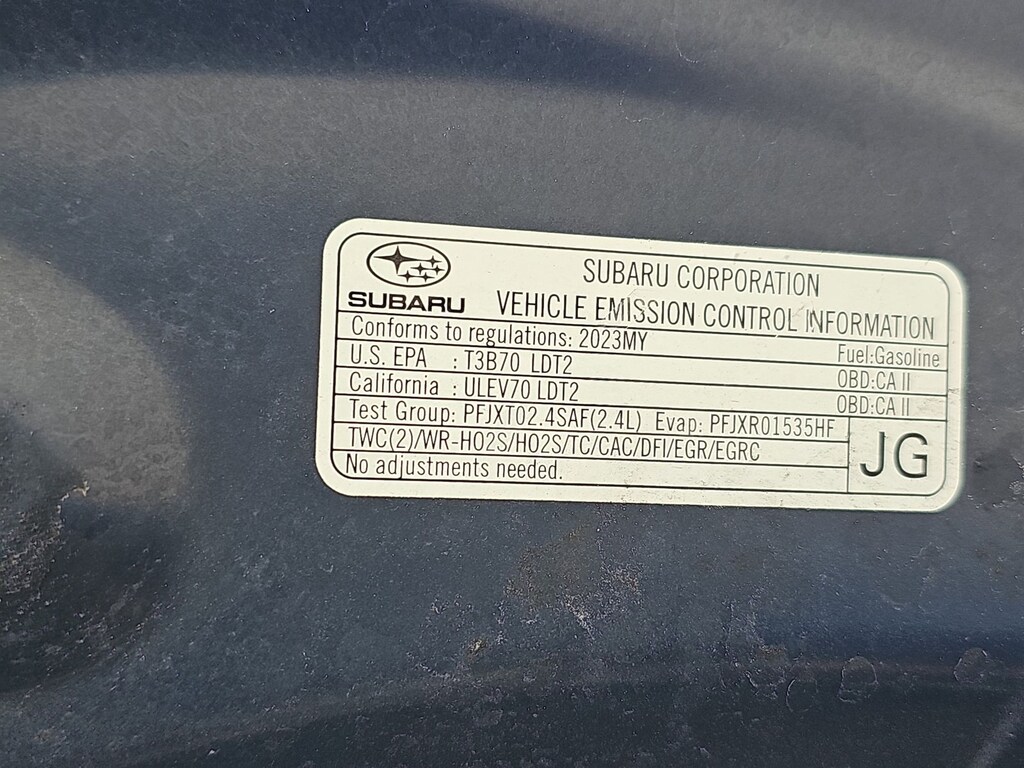 SUBARU
SUBARU CORPORATION
VEHICLE EMISSION CONTROL INFORMATION
Conforms to regulations: 2023MY Fuel:Gasoline
U.S. EPA : T3B70 LDT2 OBD:CA II
California : ULEV70 LDT2 OBD:CA II
Test Group: PFJXT02.4SAF(2.4L) Evap: PFJXR01535HF
TWC(2)/WR-HO2S/HO2S/TC/CAC/DFI/EGR/EGRC
No adjustments needed.
JG